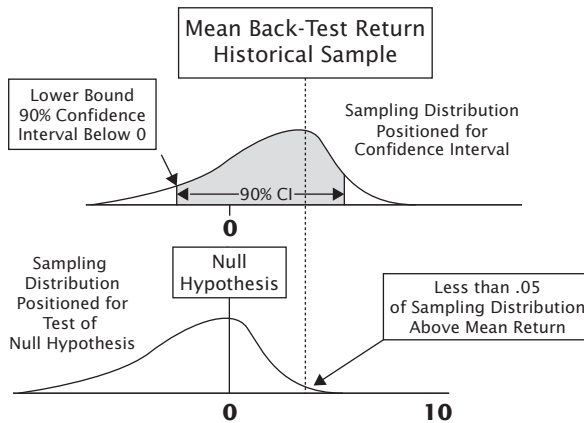 Mean Back-Test Return
Historical Sample
Lower Bound
90% Confidence
Interval Below 0
Sampling Distribution
Positioned for
Confidence Interval
90% CI
0
Sampling
Distribution
Positioned for
Test of
Null Hypothesis
Null
Hypothesis
Less than .05
of Sampling Distribution
Above Mean Return
0
10